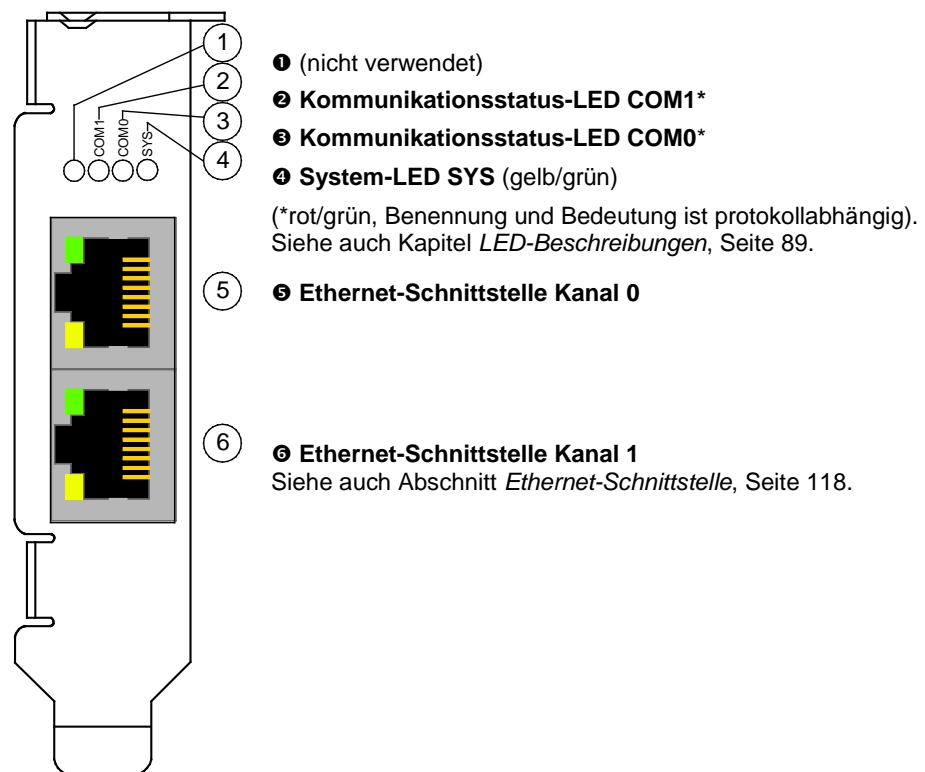 1
2
3
4
COM1
COM0
SYS
5
6
❶ (nicht verwendet)
❷ Kommunikationsstatus-LED COM1*
❸ Kommunikationsstatus-LED COM0*
❹ System-LED SYS (gelb/grün)
(*rot/grün, Benennung und Bedeutung ist protokollabhängig).
Siehe auch Kapitel LED-Beschreibungen, Seite 89.
❺ Ethernet-Schnittstelle Kanal 0
❻ Ethernet-Schnittstelle Kanal 1
Siehe auch Abschnitt Ethernet-Schnittstelle, Seite 118.